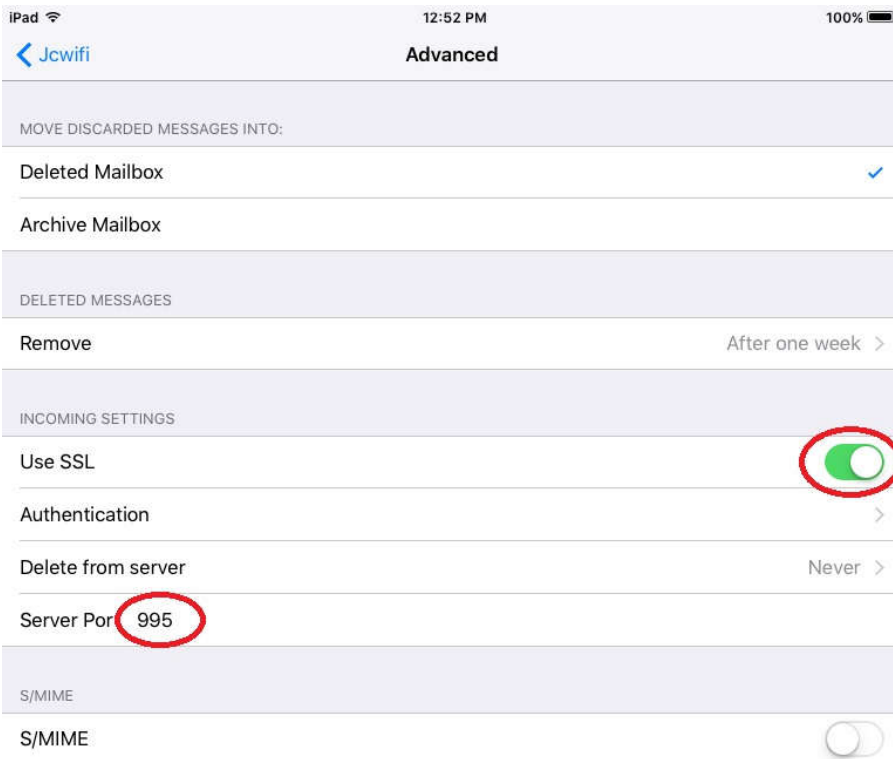 iPad 12:52 PM 100%
Jcwifi Advanced
MOVE DISCARDED MESSAGES INTO:
Deleted Mailbox
Archive Mailbox
DELETED MESSAGES
Remove After one week
INCOMING SETTINGS
Use SSL
Authentication
Delete from server Never
Server Por 995
S/MIME
S/MIME